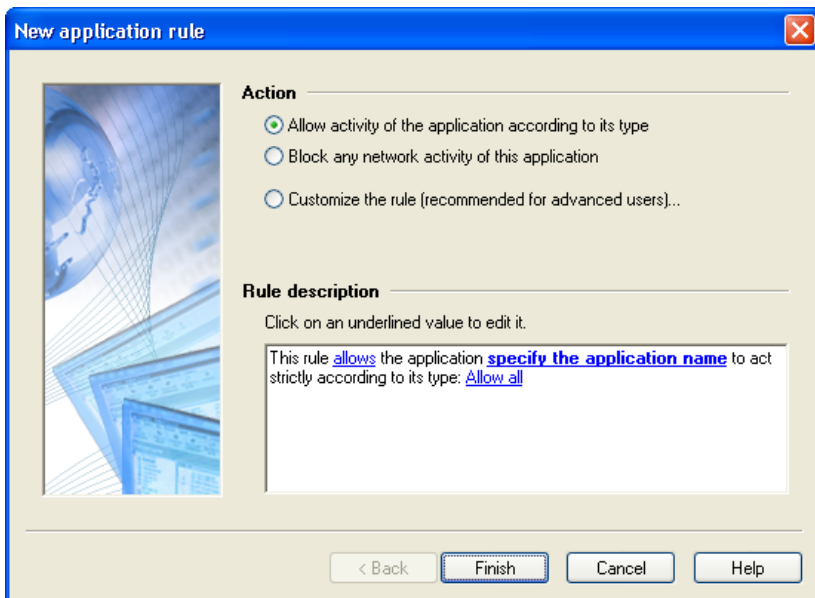 New application rule
Action
Allow activity of the application according to its type
Block any network activity of this application
Customize the rule (recommended for advanced users)...
Rule description
Click on an underlined value to edit it.
This rule allows the application specify the application name to act
strictly according to its type: Allow all
< Back Finish Cancel Help